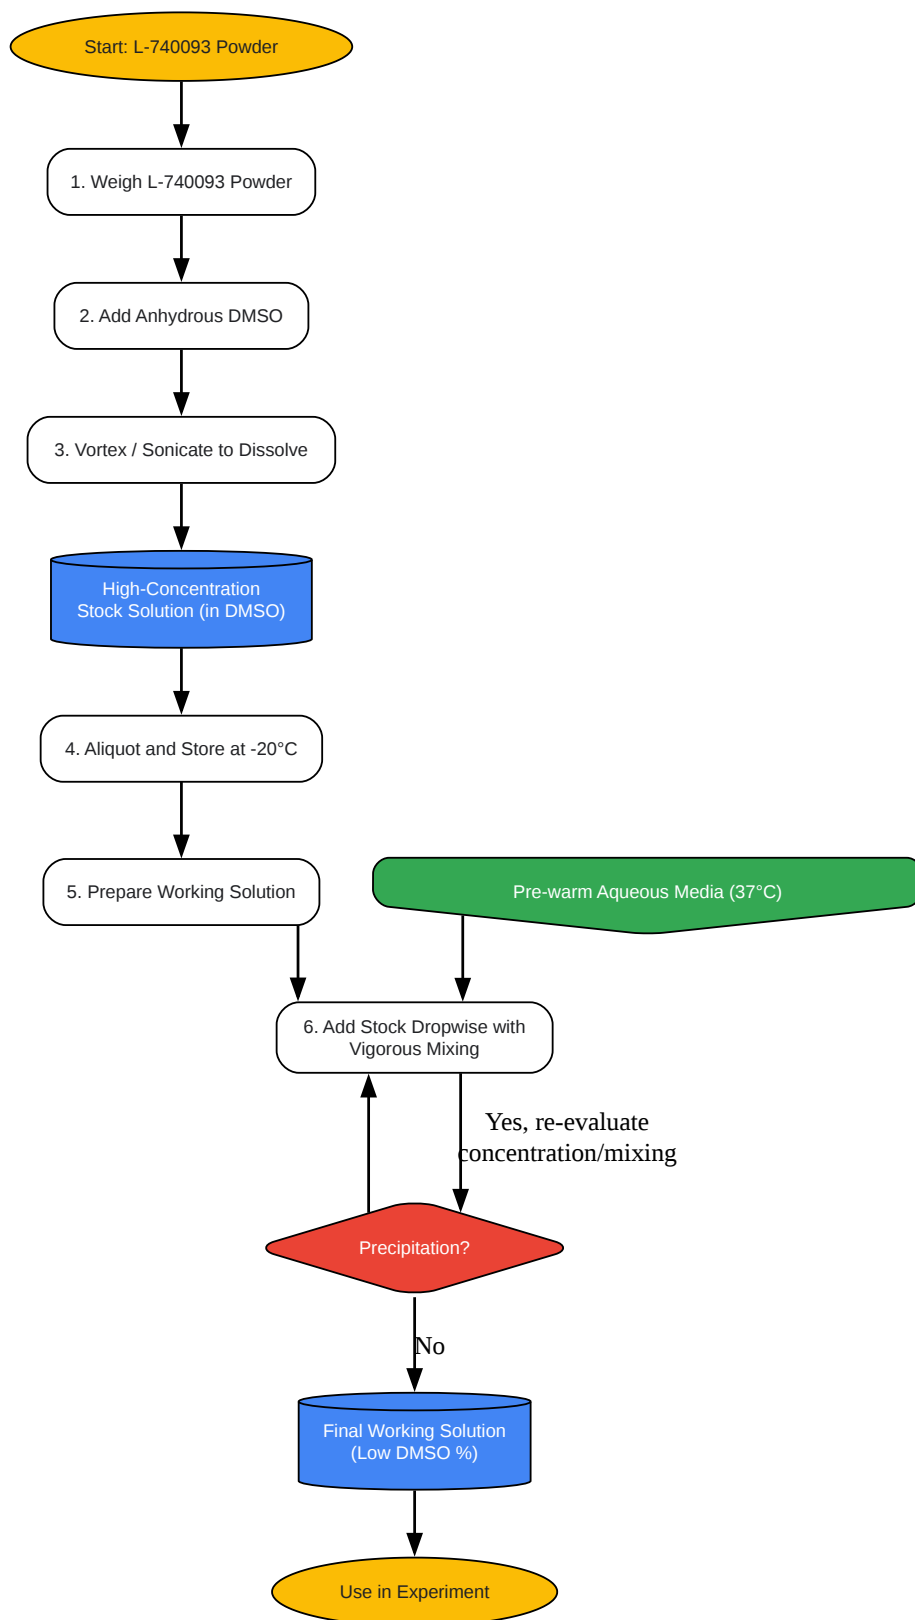 Start: L-740093 Powder
1. Weigh L-740093 Powder
2. Add Anhydrous DMSO
3. Vortex / Sonicate to Dissolve
High-Concentration
Stock Solution (in DMSO)
4. Aliquot and Store at -20°C
5. Prepare Working Solution
Pre-warm Aqueous Media (37°C)
6. Add Stock Dropwise with
Vigorous Mixing
Yes, re-evaluate
concentration/mixing
Precipitation?
No
Final Working Solution
(Low DMSO %)
Use in Experiment